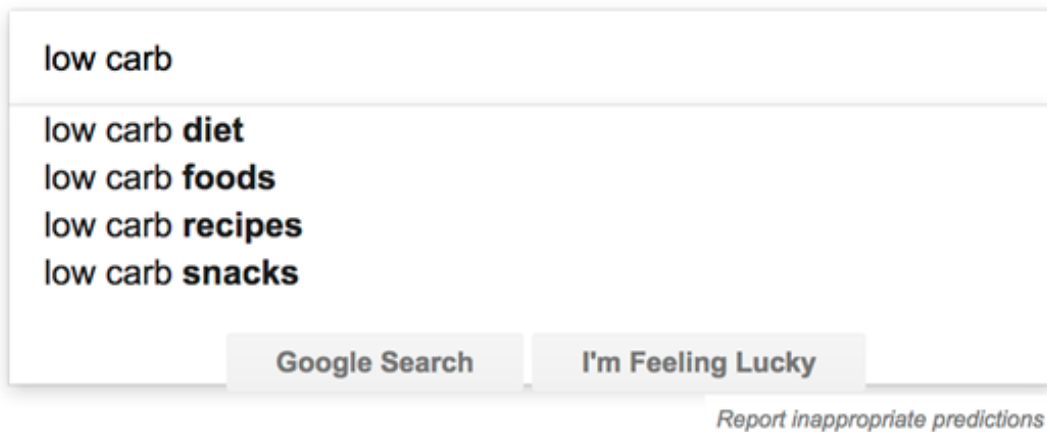 low carb
low carb diet
low carb foods
low carb recipes
low carb snacks
Google Search I'm Feeling Lucky
Report inappropriate predictions